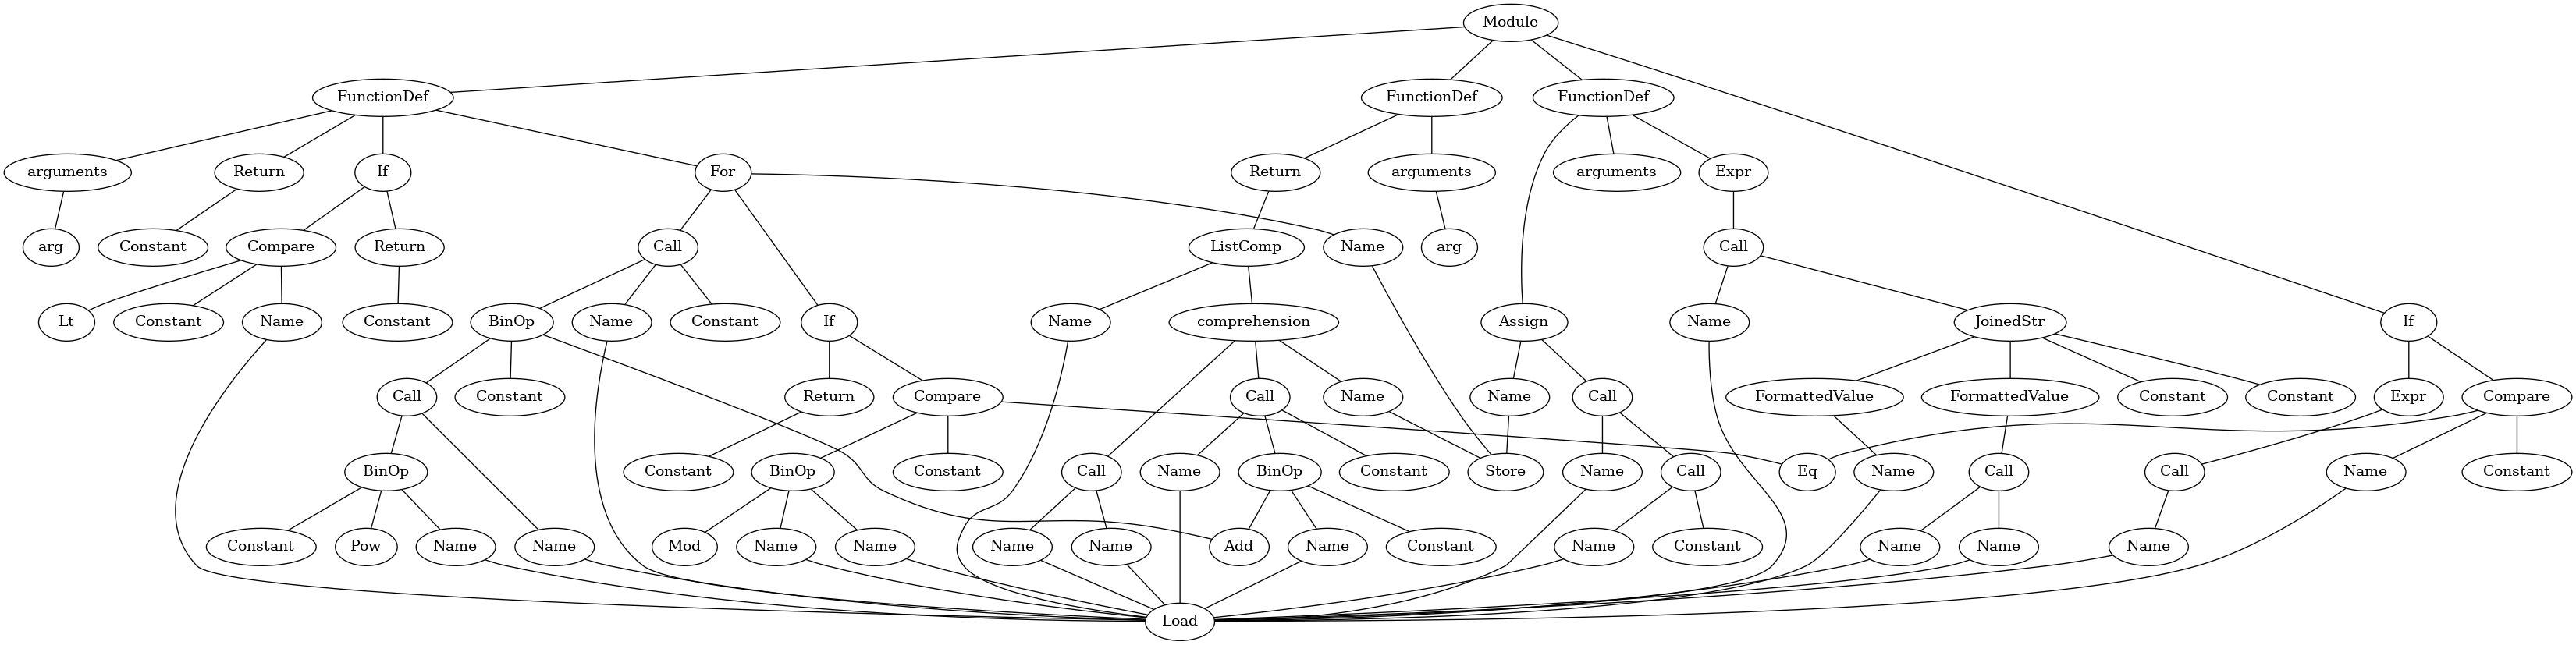 Module
FunctionDef FunctionDef FunctionDef
arguments Return If For Return arguments arguments Expr
arg Constant Compare Return Call ListComp Name arg Call
Lt Constant Name Constant BinOp Name Constant If Name comprehension Assign Name JoinedStr If
Call Constant Return Compare Call Name Name Call FormattedValue FormattedValue Constant Constant Expr Compare
BinOp Constant BinOp Constant Call Name BinOp Constant Store Name Call Eq Name Call Call Name Constant
Constant Pow Name Name Mod Name Name Name Name Add Name Constant Name Constant Name Name Name
Load